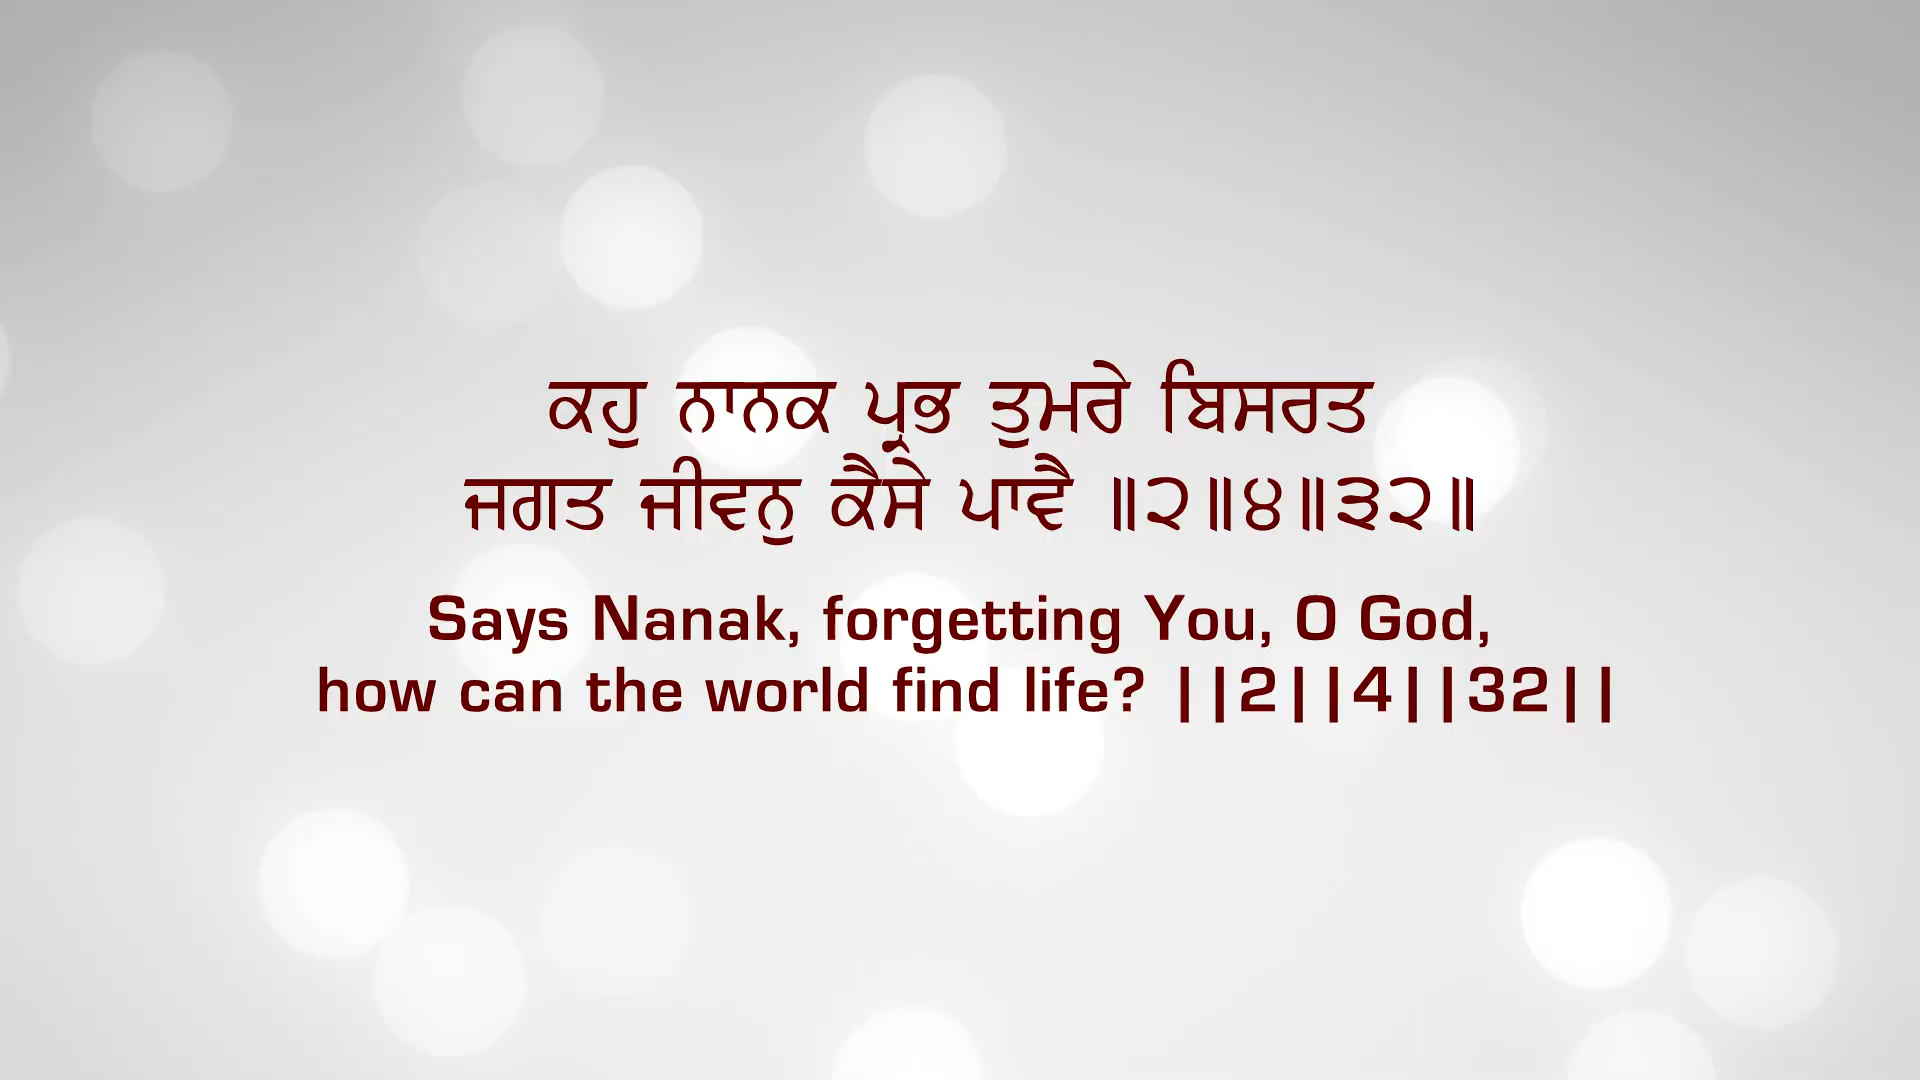 ਕਹੁ ਨਾਨਕ ਪ੍ਰਭ ਤੁਮਰੇ ਬਿਸਰਤ
ਜਗਤ ਜੀਵਨੁ ਕੈਸੇ ਪਾਵੈ ॥੨॥੪॥੩੨॥
Says Nanak, forgetting You, O God,
how can the world find life? ||2||4||32||